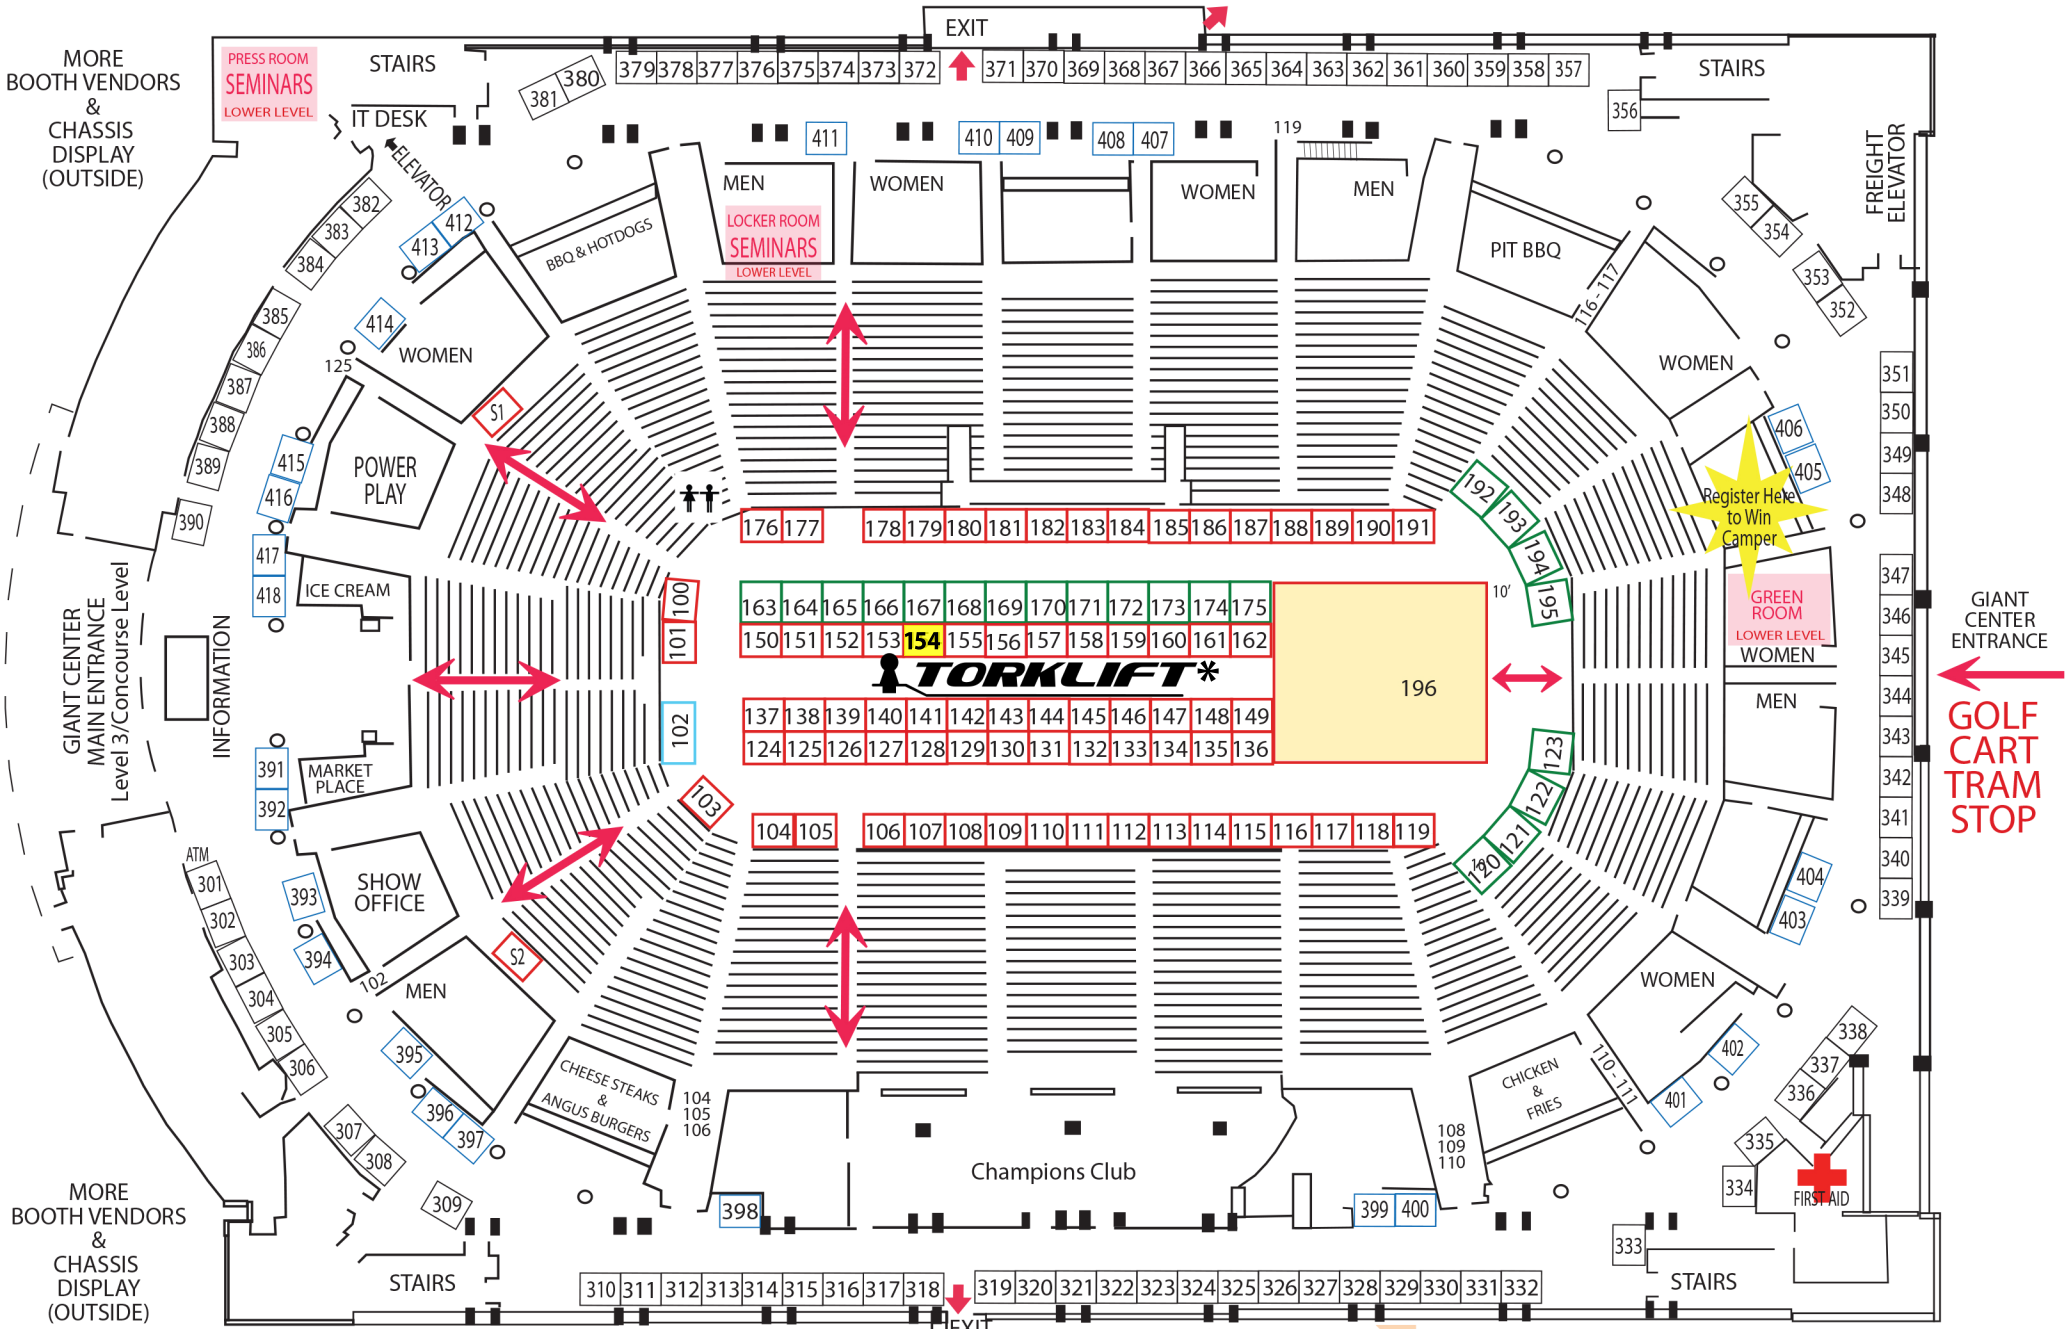 EXIT
MORE
BOOTH VENDORS
&
CHASSIS
DISPLAY
(OUTSIDE)
PRESS ROOM
SEMINARS
LOWER LEVEL
STAIRS
IT DESK
ELEVATOR
381 380
379 378 377 376 375 374 373 372
371 370 369 368 367 366 365 364 363 362 361 360 359 358 357
STAIRS
356
FREIGHT
ELEVATOR
411
410 409
408 407
119
MEN
WOMEN
WOMEN
MEN
LOCKER ROOM
SEMINARS
LOWER LEVEL
BBQ & HOTDOGS
PIT BBQ
116 - 117
355
354
353
352
382
383
384
412
413
414
WOMEN
125
385
386
387
388
389
390
S1
415
416
POWER
PLAY
417
418
ICE CREAM
WOMEN
406
405
Register Here
to Win
Camper
351
350
349
348
347
346
345
344
343
342
341
340
339
GREEN
ROOM
LOWER LEVEL
WOMEN
MEN
GIANT
CENTER
ENTRANCE
GOLF
CART
TRAM
STOP
176 177
178 179 180 181 182 183 184 185 186 187 188 189 190 191
192
193
194
195
10'
100
101
102
103
163 164 165 166 167 168 169 170 171 172 173 174 175
150 151 152 153 154 155 156 157 158 159 160 161 162
TORKLIFT*
196
137 138 139 140 141 142 143 144 145 146 147 148 149
124 125 126 127 128 129 130 131 132 133 134 135 136
104 105
106 107 108 109 110 111 112 113 114 115 116 117 118 119
123
122
121
120
GIANT CENTER
MAIN ENTRANCE
Level 3/Concourse Level
INFORMATION
391
392
MARKET
PLACE
ATM
301
302
303
304
305
306
393
394
SHOW
OFFICE
102
S2
MEN
395
396
397
307
308
309
CHEESE STEAKS
&
ANGUS BURGERS
104
105
106
Champions Club
108
109
110
CHICKEN
&
FRIES
110 - 111
WOMEN
404
403
402
401
338
337
336
335
334
FIRST AID
333
398
399 400
MORE
BOOTH VENDORS
&
CHASSIS
DISPLAY
(OUTSIDE)
STAIRS
310 311 312 313 314 315 316 317 318
319 320 321 322 323 324 325 326 327 328 329 330 331 332
STAIRS
EXIT